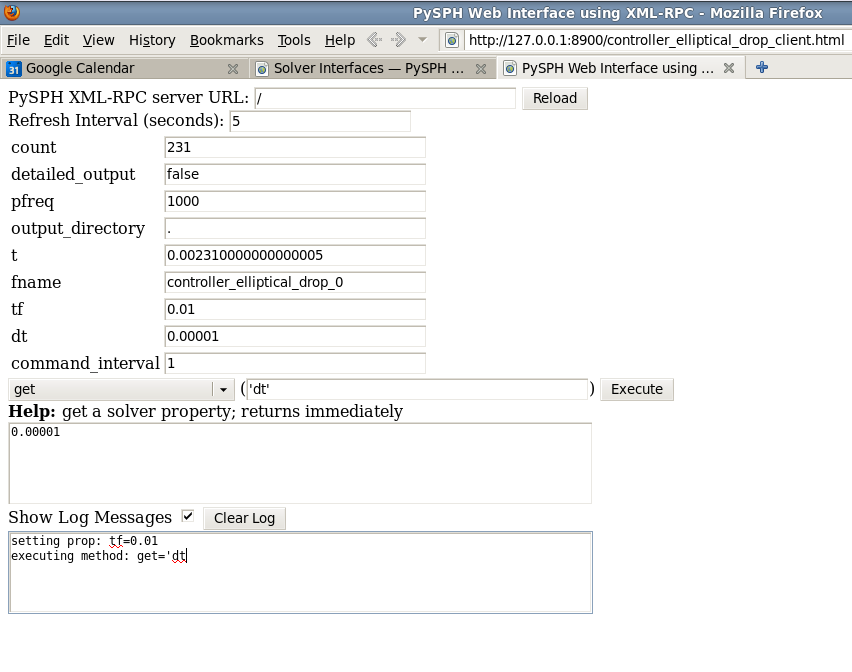 PySPH Web Interface using XML-RPC - Mozilla Firefox
File Edit View History Bookmarks Tools Help http://127.0.0.1:8900/controller_elliptical_drop_client.html
31 Google Calendar Solver Interfaces — PySPH ... PySPH Web Interface using ...
PySPH XML-RPC server URL: / Reload
Refresh Interval (seconds): 5
count 231
detailed_output false
pfreq 1000
output_directory .
t 0.002310000000000005
fname controller_elliptical_drop_0
tf 0.01
dt 0.00001
command_interval 1
get ('dt') Execute
Help: get a solver property; returns immediately
0.00001
Show Log Messages Clear Log
setting prop: tf=0.01
executing method: get='dt